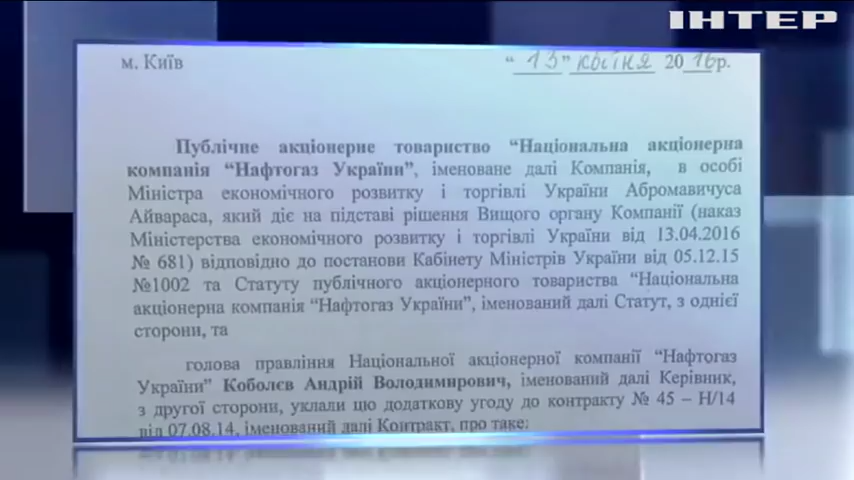 ІНТЕР
м. Київ “ 13 ” квітня 20 16 р.
Публічне акціонерне товариство “Національна акціонерна
компанія “Нафтогаз України”, іменоване далі Компанія, в особі
Міністра економічного розвитку і торгівлі України Абромавичуса
Айвараса, який діє на підставі рішення Вищого органу Компанії (наказ
Міністерства економічного розвитку і торгівлі України від 13.04.2016
№ 681) відповідно до постанови Кабінету Міністрів України від 05.12.15
№1002 та Статуту публічного акціонерного товариства “Національна
акціонерна компанія “Нафтогаз України”, іменований далі Статут, з однієї
сторони, та
голова правління Національної акціонерної компанії “Нафтогаз
України” Коболєв Андрій Володимирович, іменований далі Керівник,
з другої сторони, уклали цю додаткову угоду до контракту № 45 – Н/14
від 07.08.14, іменований далі Контракт, про таке: